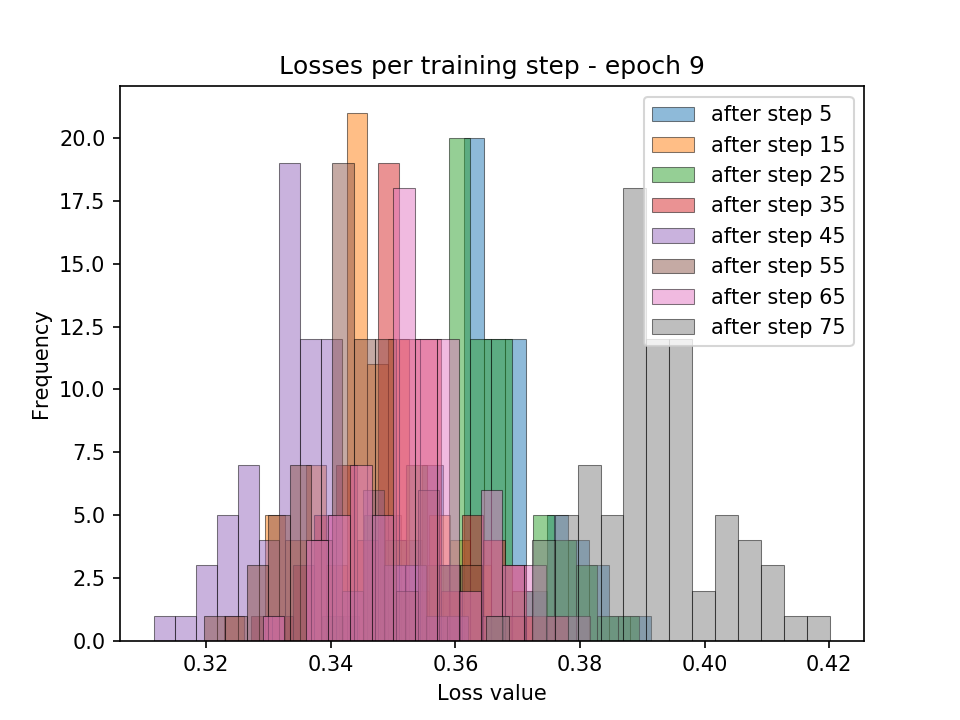 Losses per training step - epoch 9
20.0
17.5
15.0
12.5
10.0
7.5
5.0
2.5
0.0
Frequency
0.32 0.34 0.36 0.38 0.40 0.42
Loss value
after step 5
after step 15
after step 25
after step 35
after step 45
after step 55
after step 65
after step 75